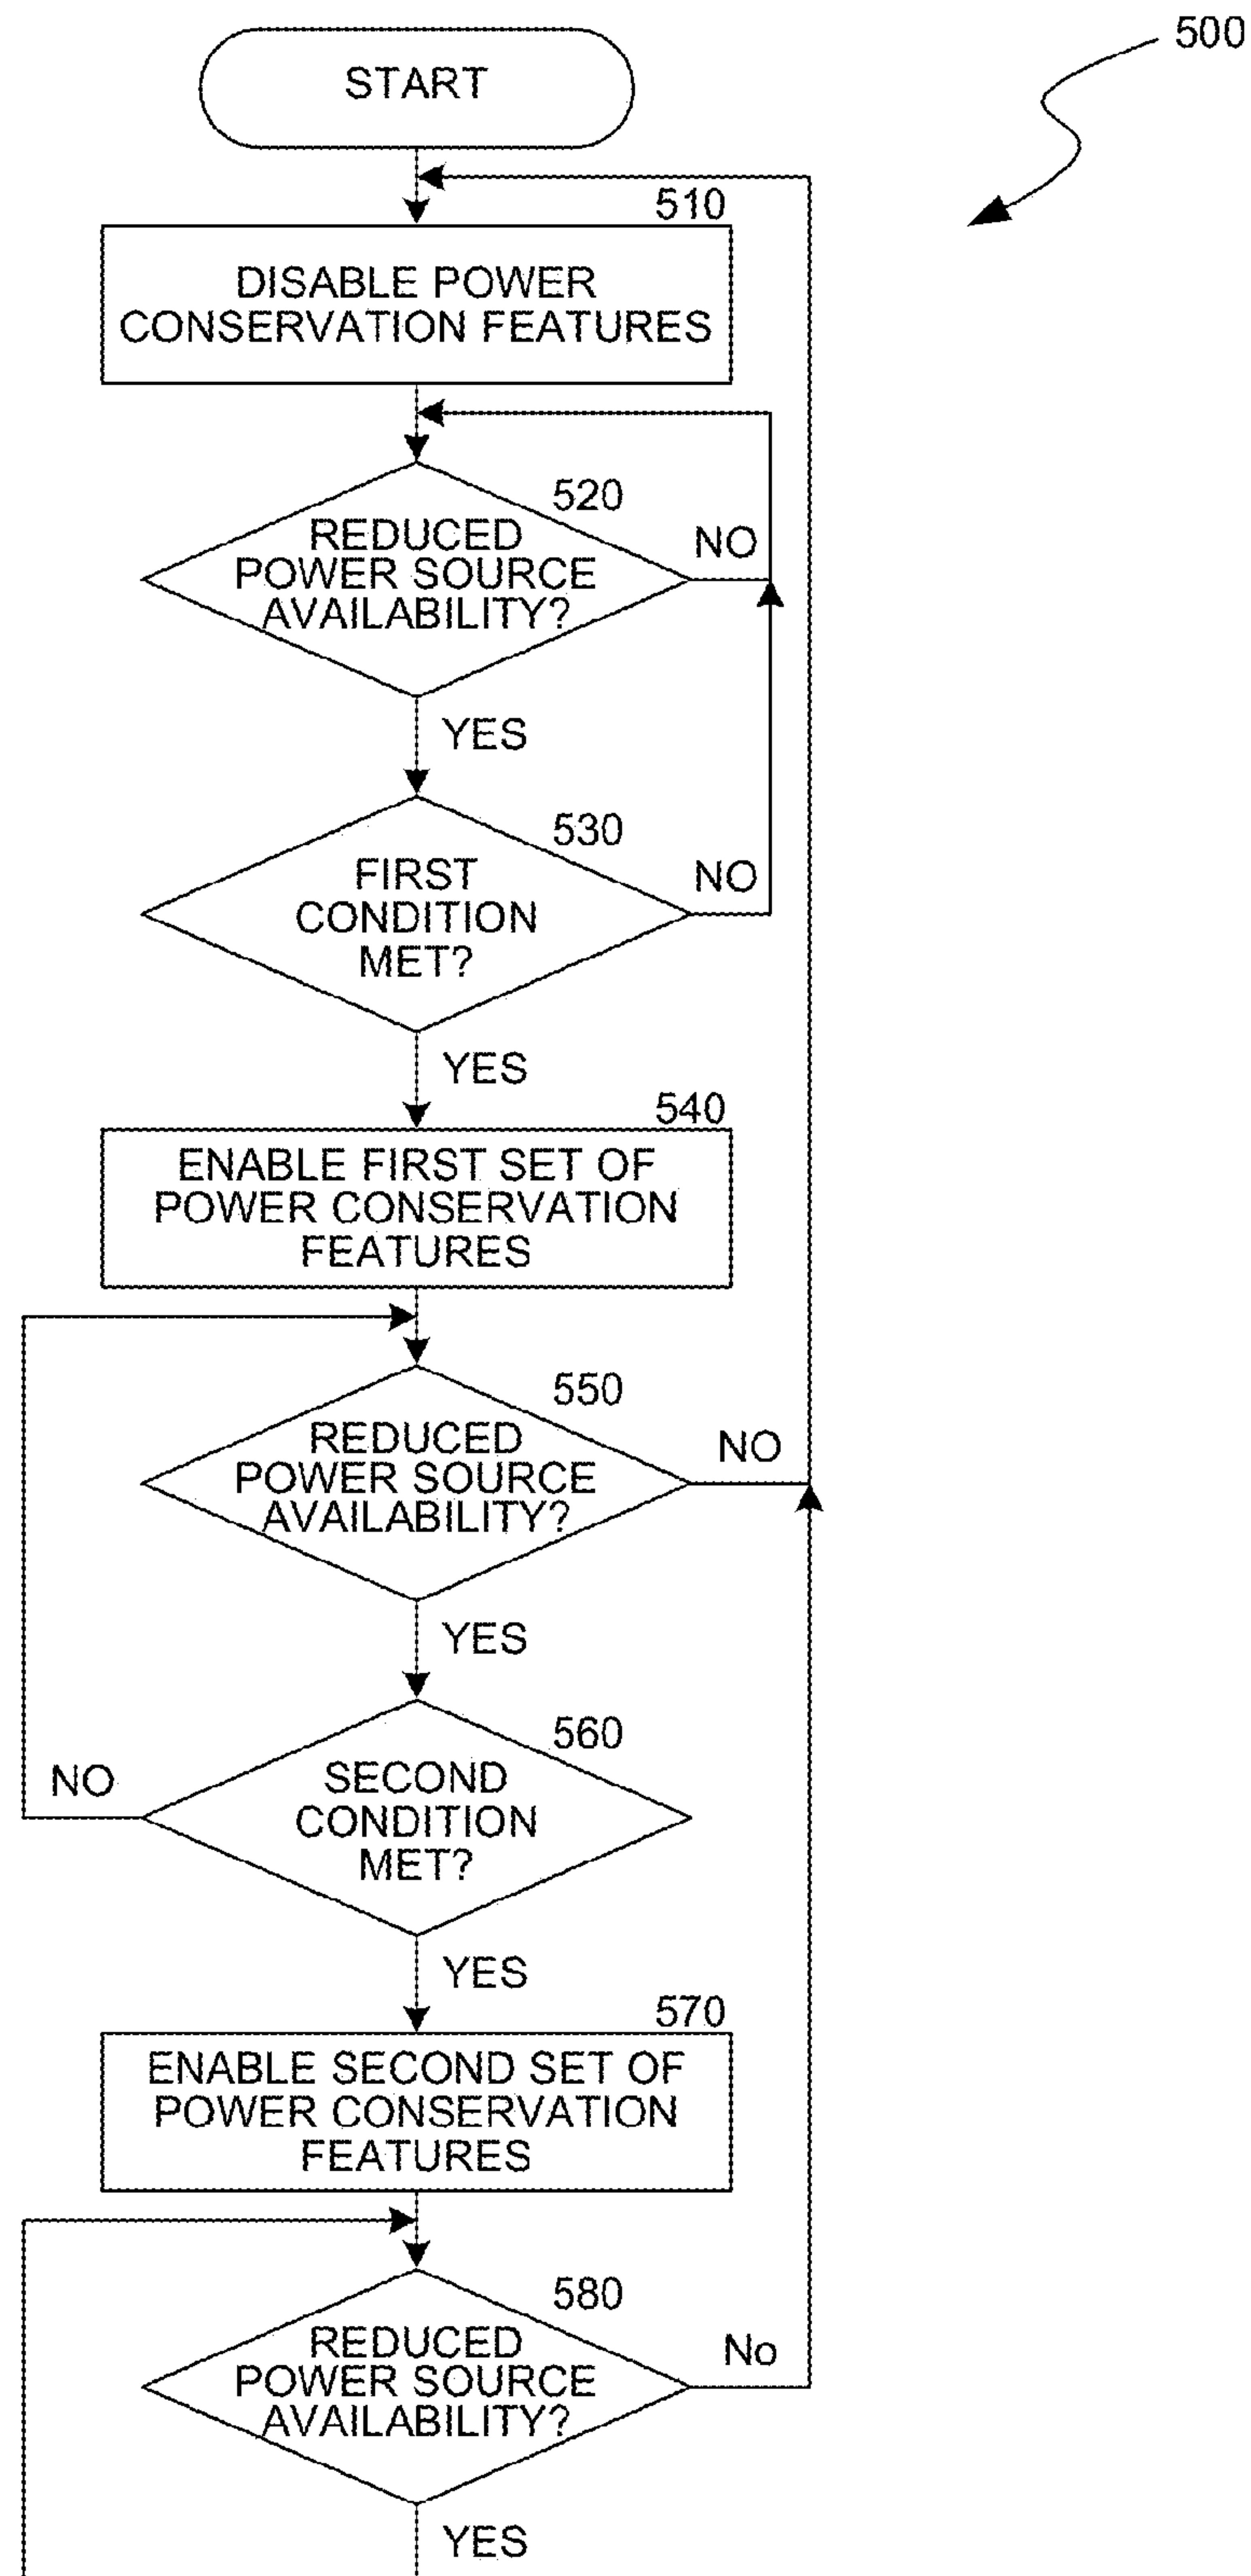 500
START
510
DISABLE POWER
CONSERVATION FEATURES
520
REDUCED
POWER SOURCE
AVAILABILITY?
NO
YES
530
FIRST
CONDITION
MET?
NO
YES
540
ENABLE FIRST SET OF
POWER CONSERVATION
FEATURES
550
REDUCED
POWER SOURCE
AVAILABILITY?
NO
YES
560
SECOND
CONDITION
MET?
NO
YES
570
ENABLE SECOND SET OF
POWER CONSERVATION
FEATURES
580
REDUCED
POWER SOURCE
AVAILABILITY?
No
YES